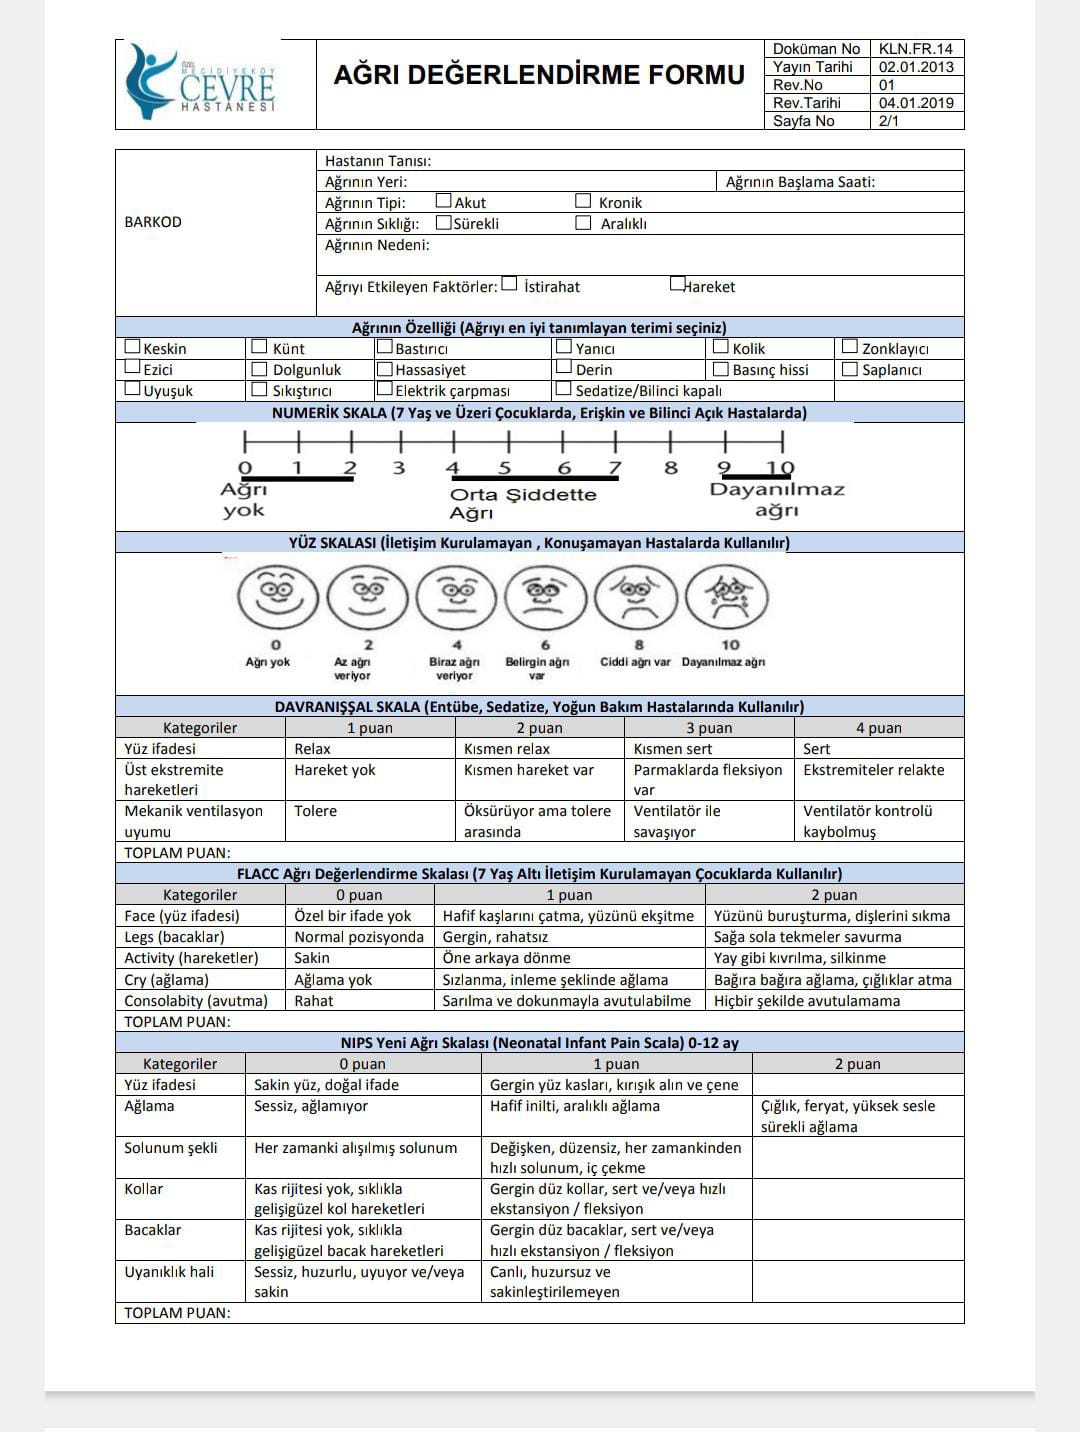 ÖZEL
MECİDİYEKÖY
ÇEVRE
HASTANESİ
AĞRI DEĞERLENDİRME FORMU
Doküman No KLN.FR.14
Yayın Tarihi 02.01.2013
Rev.No 01
Rev.Tarihi 04.01.2019
Sayfa No 2/1
BARKOD
Hastanın Tanısı:
Ağrının Yeri: Ağrının Başlama Saati:
Ağrının Tipi: Akut Kronik
Ağrının Sıklığı: Sürekli Aralıklı
Ağrının Nedeni:
Ağrıyı Etkileyen Faktörler: İstirahat Hareket
Ağrının Özelliği (Ağrıyı en iyi tanımlayan terimi seçiniz)
Keskin Künt Bastırıcı Yanıcı Kolik Zonklayıcı
Ezici Dolgunluk Hassasiyet Derin Basınç hissi Saplanıcı
Uyuşuk Sıkıştırıcı Elektrik çarpması Sedatize/Bilinci kapalı
NUMERİK SKALA (7 Yaş ve Üzeri Çocuklarda, Erişkin ve Bilinci Açık Hastalarda)
0 1 2 3 4 5 6 7 8 9 10
Ağrı yok
Orta Şiddette Ağrı
Dayanılmaz ağrı
YÜZ SKALASI (İletişim Kurulamayan , Konuşamayan Hastalarda Kullanılır)
0 2 4 6 8 10
Ağrı yok Az ağrı Biraz ağrı Belirgin ağrı Ciddi ağrı var Dayanılmaz ağrı
veriyor veriyor var
DAVRANIŞŞAL SKALA (Entübe, Sedatize, Yoğun Bakım Hastalarında Kullanılır)
Kategoriler 1 puan 2 puan 3 puan 4 puan
Yüz ifadesi Relax Kısmen relax Kısmen sert Sert
Üst ekstremite Hareket yok Kısmen hareket var Parmaklarda fleksiyon Ekstremiteler relakte
hareketleri var
Mekanik ventilasyon Tolere Öksürüyor ama tolere Ventilatör ile Ventilatör kontrolü
uyumu arasında savaşıyor kaybolmuş
TOPLAM PUAN:
FLACC Ağrı Değerlendirme Skalası (7 Yaş Altı İletişim Kurulamayan Çocuklarda Kullanılır)
Kategoriler 0 puan 1 puan 2 puan
Face (yüz ifadesi) Özel bir ifade yok Hafif kaşlarını çatma, yüzünü ekşitme Yüzünü buruşturma, dişlerini sıkma
Legs (bacaklar) Normal pozisyonda Gergin, rahatsız Sağa sola tekmeler savurma
Activity (hareketler) Sakin Öne arkaya dönme Yay gibi kıvrılma, silkinme
Cry (ağlama) Ağlama yok Sızlanma, inleme şeklinde ağlama Bağıra bağıra ağlama, çığlıklar atma
Consolabity (avutma) Rahat Sarılma ve dokunmayla avutulabilme Hiçbir şekilde avutulamama
TOPLAM PUAN:
NIPS Yeni Ağrı Skalası (Neonatal Infant Pain Scala) 0-12 ay
Kategoriler 0 puan 1 puan 2 puan
Yüz ifadesi Sakin yüz, doğal ifade Gergin yüz kasları, kırışık alın ve çene
Ağlama Sessiz, ağlamıyor Hafif inilti, aralıklı ağlama Çığlık, feryat, yüksek sesle
sürekli ağlama
Solunum şekli Her zamanki alışılmış solunum Değişken, düzensiz, her zamankinden
hızlı solunum, iç çekme
Kollar Kas rijitesi yok, sıklıkla Gergin düz kollar, sert ve/veya hızlı
gelişigüzel kol hareketleri ekstansiyon / fleksiyon
Bacaklar Kas rijitesi yok, sıklıkla Gergin düz bacaklar, sert ve/veya
gelişigüzel bacak hareketleri hızlı ekstansiyon / fleksiyon
Uyanıklık hali Sessiz, huzurlu, uyuyor ve/veya Canlı, huzursuz ve
sakin sakinleştirilemeyen
TOPLAM PUAN: